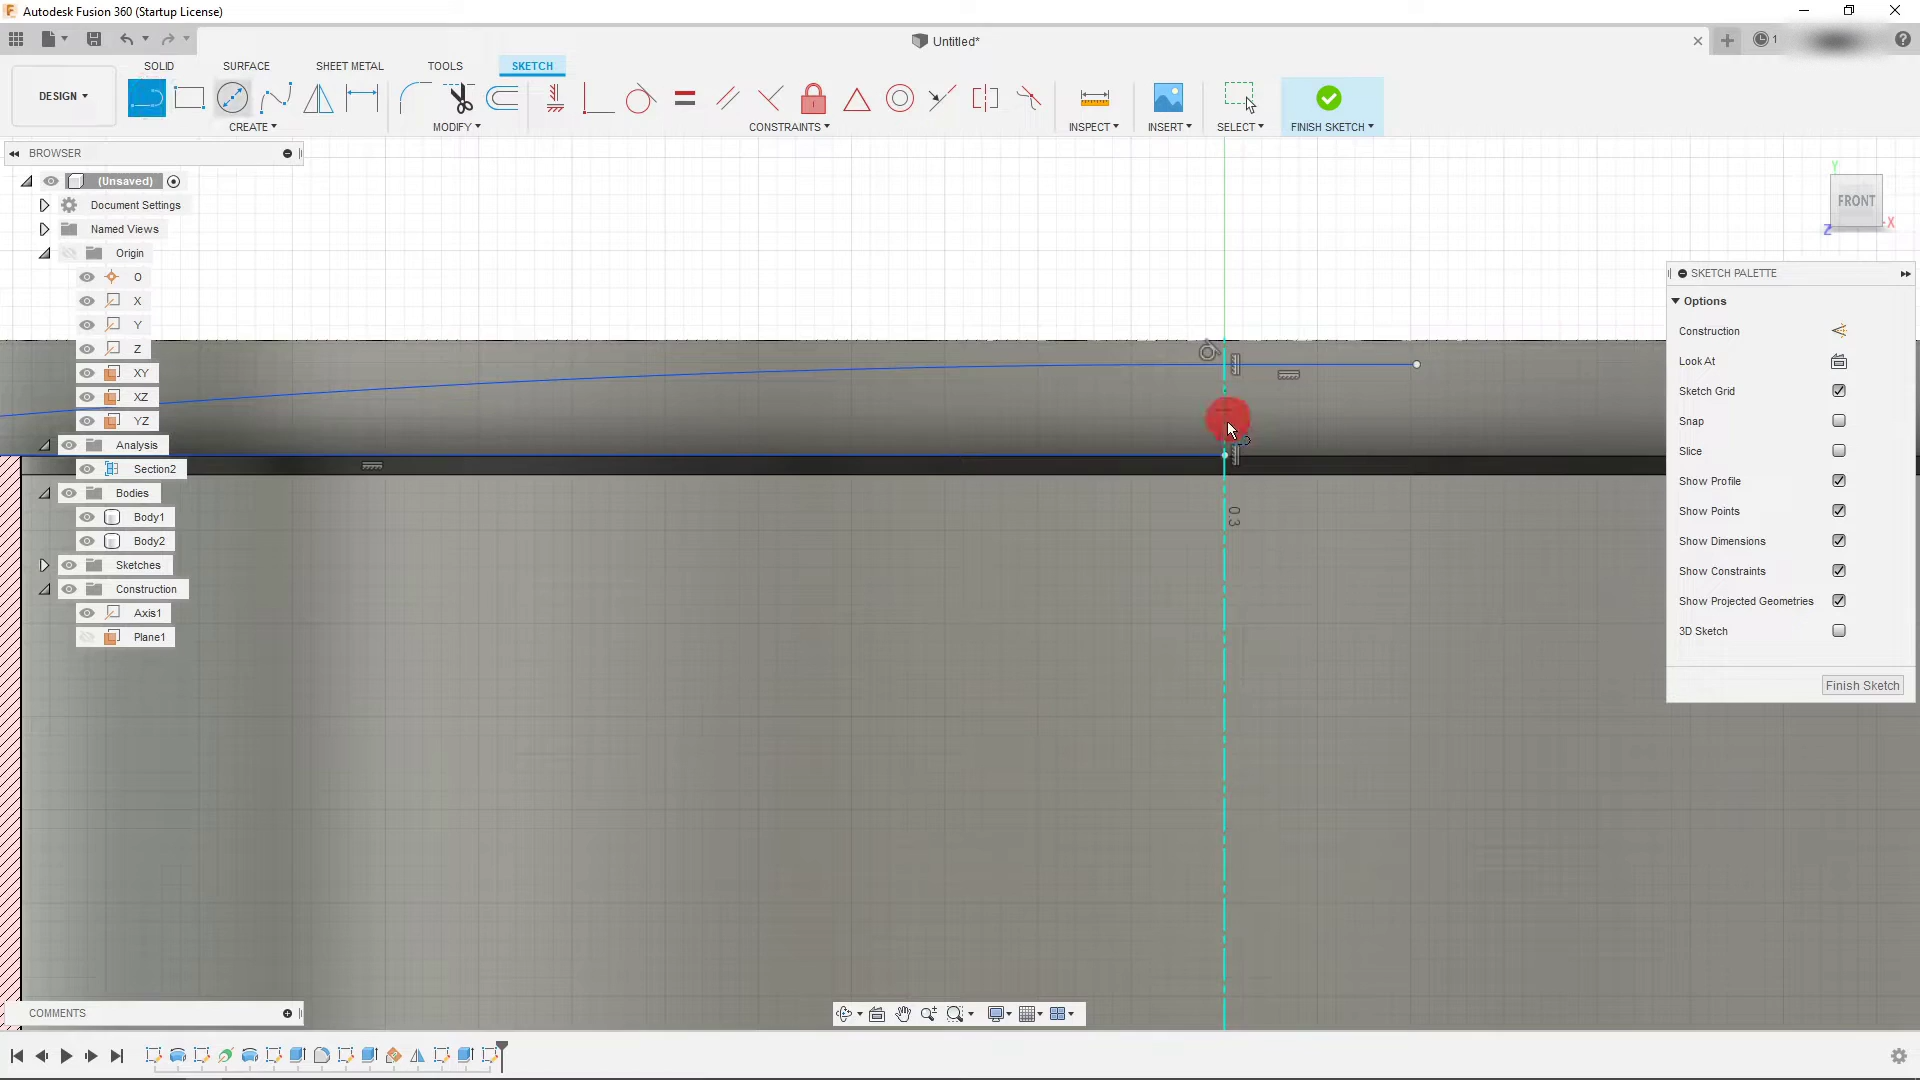 Autodesk Fusion 360 (Startup License)
Untitled*
1
SOLID
SURFACE
SHEET METAL
TOOLS
SKETCH
DESIGN
CREATE
MODIFY
CONSTRAINTS
INSPECT
INSERT
SELECT
FINISH SKETCH
BROWSER
(Unsaved)
Document Settings
Named Views
Origin
O
X
Y
Z
XY
XZ
YZ
Analysis
Section2
Bodies
Body1
Body2
Sketches
Construction
Axis1
Plane1
Y
FRONT
X
Z
SKETCH PALETTE
Options
Construction
Look At
Sketch Grid
Snap
Slice
Show Profile
Show Points
Show Dimensions
Show Constraints
Show Projected Geometries
3D Sketch
Finish Sketch
0.3
COMMENTS